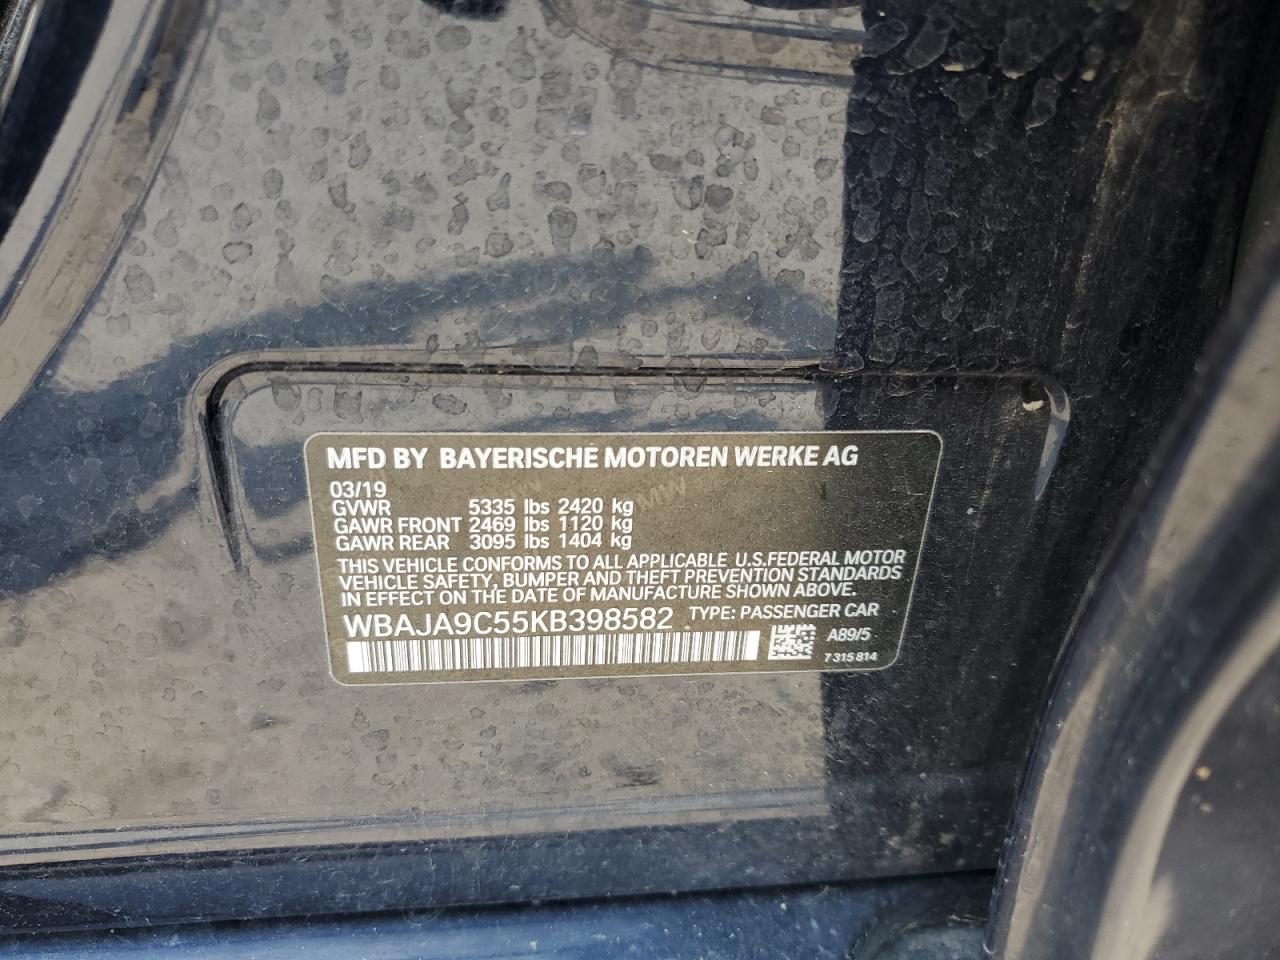 MFD BY BAYERISCHE MOTOREN WERKE AG
03/19
GVWR 5335 lbs 2420 kg
GAWR FRONT 2469 lbs 1120 kg
GAWR REAR 3095 lbs 1404 kg
THIS VEHICLE CONFORMS TO ALL APPLICABLE U.S.FEDERAL MOTOR
VEHICLE SAFETY, BUMPER AND THEFT PREVENTION STANDARDS
IN EFFECT ON THE DATE OF MANUFACTURE SHOWN ABOVE.
WBAJA9C55KB398582 TYPE: PASSENGER CAR
A89/5
7 315 814